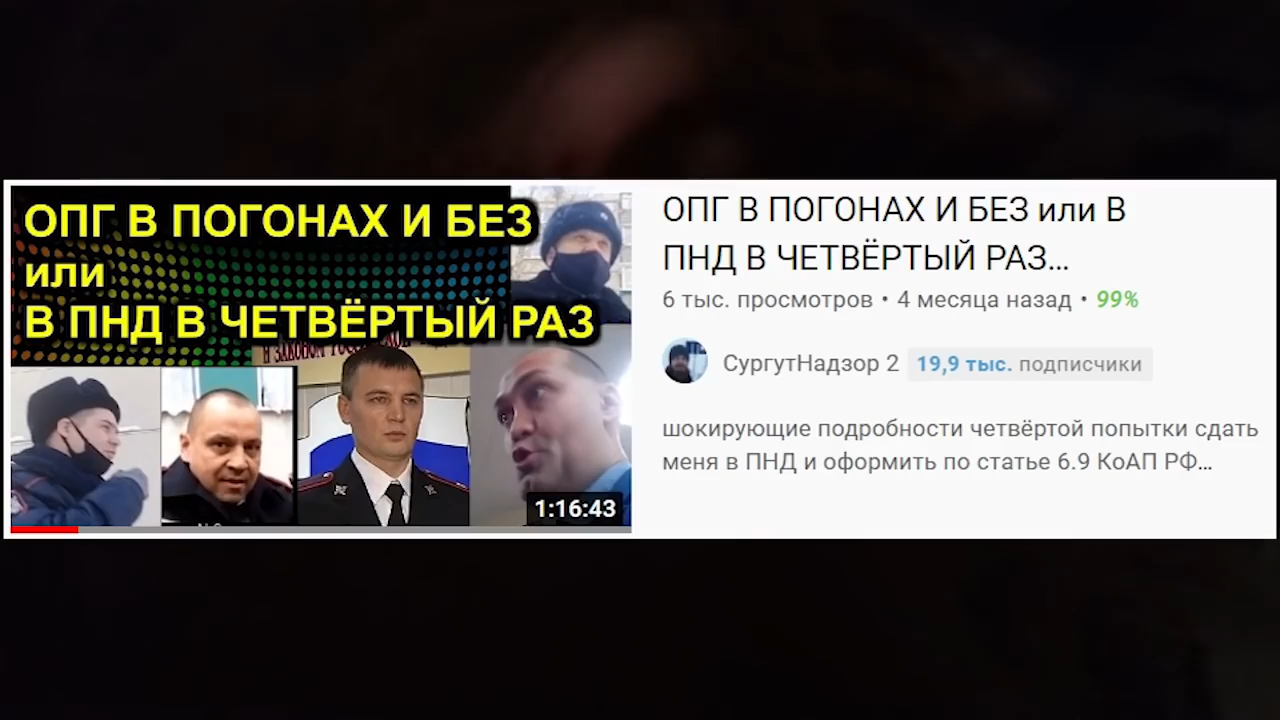 ОПГ В ПОГОНАХ И БЕЗ
или
В ПНД В ЧЕТВЁРТЫЙ РАЗ
1:16:43
ОПГ В ПОГОНАХ И БЕЗ или В
ПНД В ЧЕТВЁРТЫЙ РАЗ...
6 тыс. просмотров • 4 месяца назад • 99%
СургутНадзор 2 19,9 тыс. подписчики
шокирующие подробности четвёртой попытки сдать
меня в ПНД и оформить по статье 6.9 КоАП РФ...